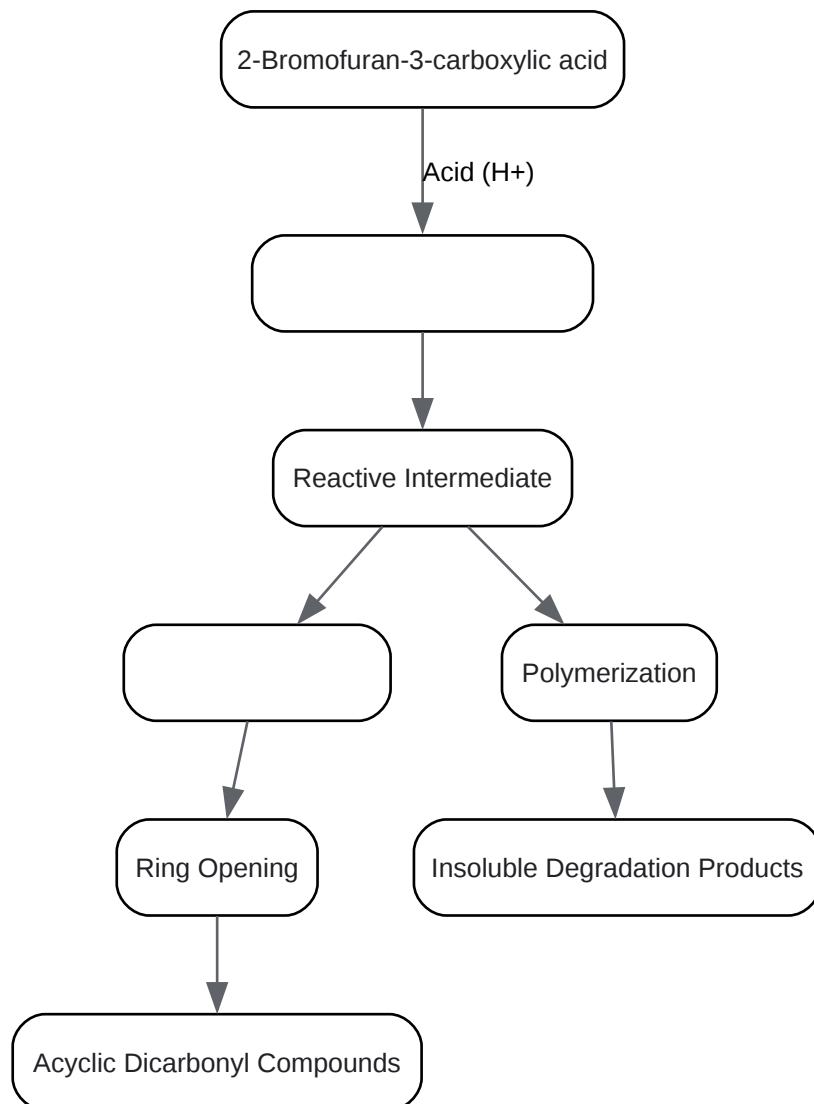 2-Bromofuran-3-carboxylic acid
Acid (H+)
Reactive Intermediate
Polymerization
Ring Opening
Insoluble Degradation Products
Acyclic Dicarbonyl Compounds